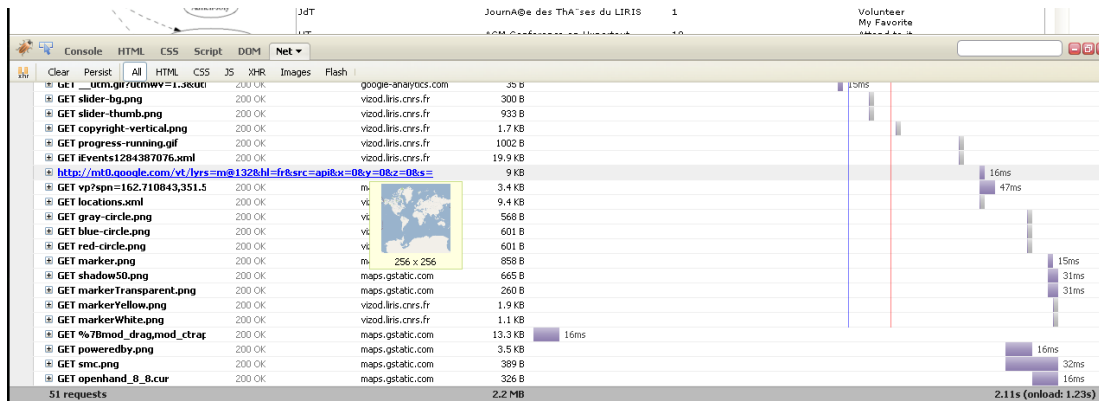 JdT JournA©e des ThA¨ses du LIRIS 1 Volunteer
My Favorite
Console HTML CSS Script DOM Net
Clear Persist All HTML CSS JS XHR Images Flash
GET __utm.gif?utmwv=1.3&utm 200 OK google-analytics.com 35 B 15ms
GET slider-bg.png 200 OK vizod.liris.cnrs.fr 300 B
GET slider-thumb.png 200 OK vizod.liris.cnrs.fr 933 B
GET copyright-vertical.png 200 OK vizod.liris.cnrs.fr 1.7 KB
GET progress-running.gif 200 OK vizod.liris.cnrs.fr 1002 B
GET iEvents1284387076.xml 200 OK vizod.liris.cnrs.fr 19.9 KB
http://mt0.google.com/vt/lyrs=m@132&hl=fr&src=api&x=0&y=0&z=0&s= 9 KB 16ms
GET vp?spn=162.710843,351.5 200 OK 3.4 KB 47ms
GET locations.xml 200 OK 9.4 KB
GET gray-circle.png 200 OK 568 B
GET blue-circle.png 200 OK 601 B
GET red-circle.png 200 OK 601 B
GET marker.png 200 OK 256 x 256 858 B 15ms
GET shadow50.png 200 OK maps.gstatic.com 665 B 31ms
GET markerTransparent.png 200 OK maps.gstatic.com 260 B 31ms
GET markerYellow.png 200 OK vizod.liris.cnrs.fr 1.9 KB
GET markerWhite.png 200 OK vizod.liris.cnrs.fr 1.1 KB
GET %7Bmod_drag,mod_ctrap 200 OK maps.gstatic.com 13.3 KB 16ms
GET poweredby.png 200 OK maps.gstatic.com 3.5 KB 16ms
GET smc.png 200 OK maps.gstatic.com 389 B 32ms
GET openhand_8_8.cur 200 OK maps.gstatic.com 326 B 16ms
51 requests 2.2 MB 2.11s (onload: 1.23s)